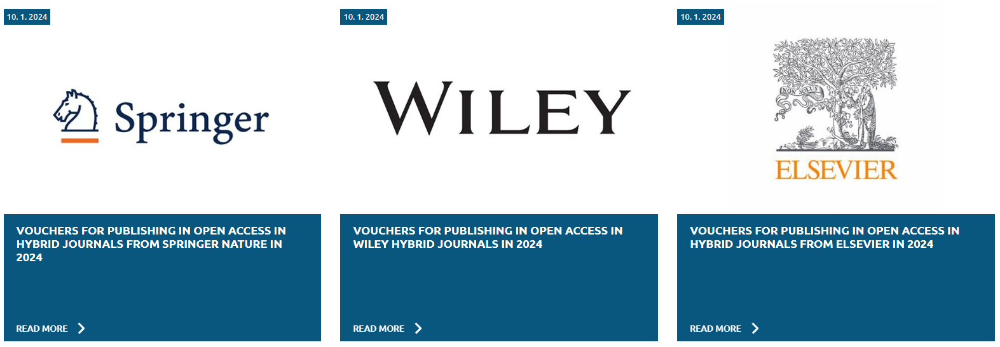 10. 1. 2024
Springer
VOUCHERS FOR PUBLISHING IN OPEN ACCESS IN
HYBRID JOURNALS FROM SPRINGER NATURE IN
2024
READ MORE
10. 1. 2024
WILEY
VOUCHERS FOR PUBLISHING IN OPEN ACCESS IN
WILEY HYBRID JOURNALS IN 2024
READ MORE
10. 1. 2024
NON SOLUS
ELSEVIER
VOUCHERS FOR PUBLISHING IN OPEN ACCESS IN
HYBRID JOURNALS FROM ELSEVIER IN 2024
READ MORE